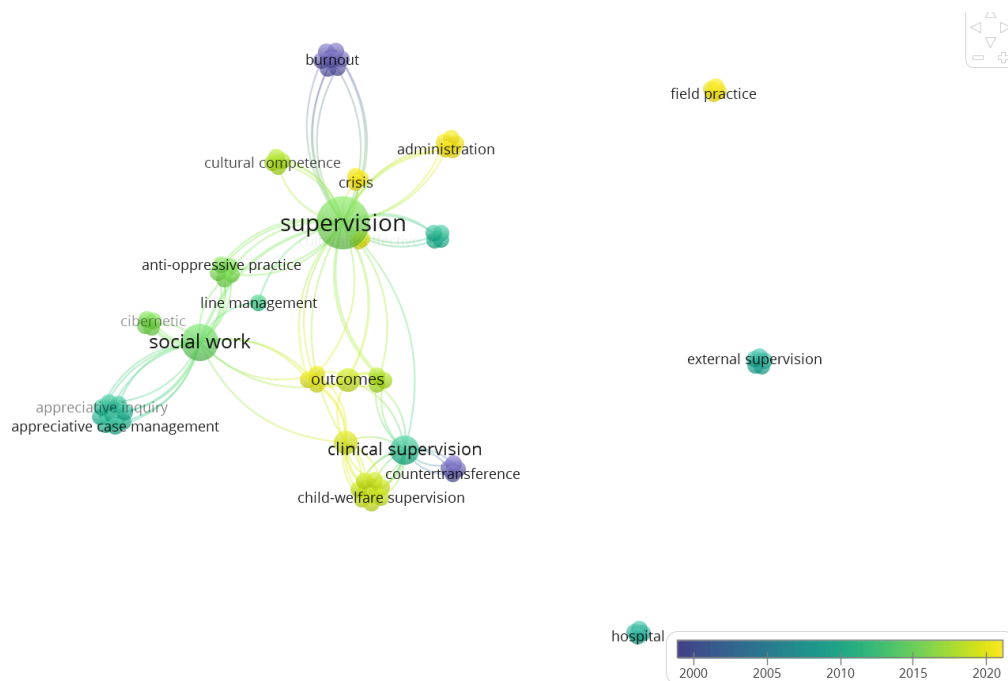 burnout
field practice
administration
cultural competence
crisis
supervision
anti-oppressive practice
line management
cibernetic
social work
external supervision
outcomes
appreciative inquiry
appreciative case management
clinical supervision
countertransference
child-welfare supervision
hospital
2000 2005 2010 2015 2020